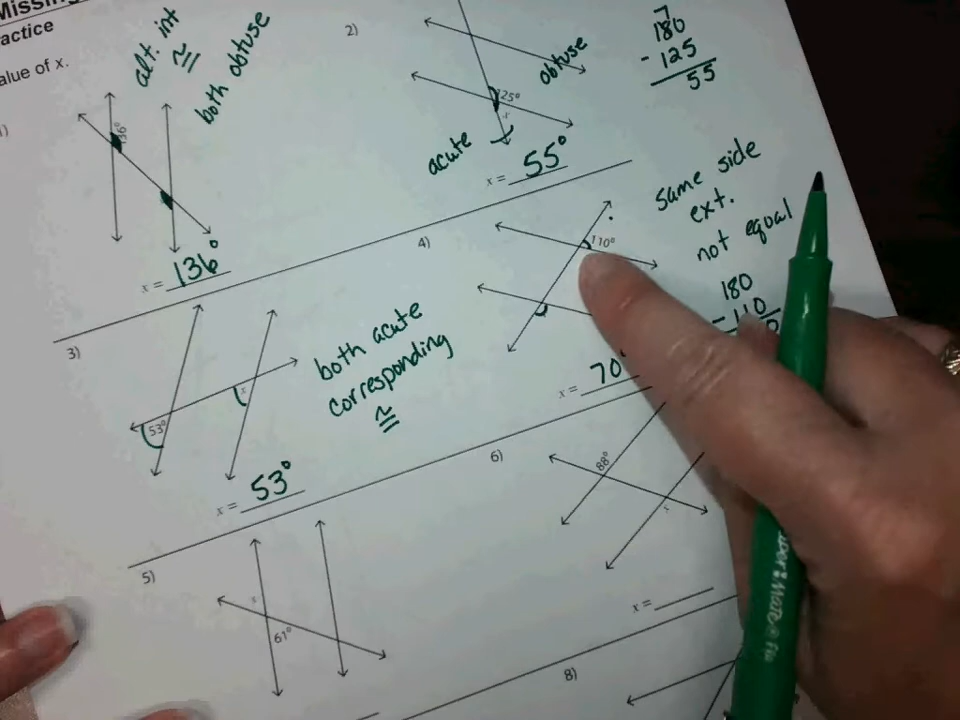 Missing
actice
alue of x.
1)
alt. int
≅
both obtuse
136°
x = 136°
2)
obtuse
125°
x
acute
x = 55°
7
180
- 125
55
3)
53°
x
both acute
corresponding
≅
x = 53°
4)
110°
same side
ext.
not equal
180
- 110
x = 70°
5)
x
61°
6)
88°
x
x =
8)